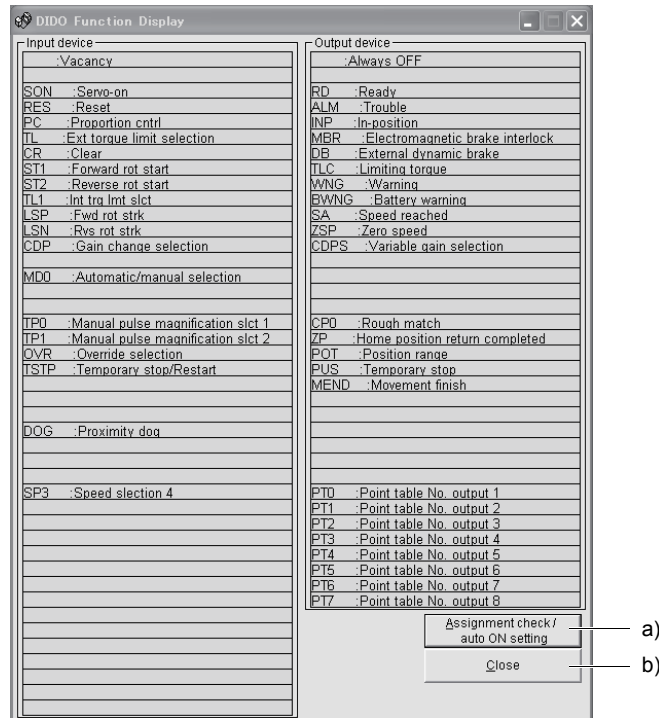 DIDO Function Display
Input device
:Vacancy
SON :Servo-on
RES :Reset
PC :Proportion cntrl
TL :Ext torque limit selection
CR :Clear
ST1 :Forward rot start
ST2 :Reverse rot start
TL1 :Int trq lmt slct
LSP :Fwd rot strk
LSN :Rvs rot strk
CDP :Gain change selection
MD0 :Automatic/manual selection
TP0 :Manual pulse magnification slct 1
TP1 :Manual pulse magnification slct 2
OVR :Override selection
TSTP :Temporary stop/Restart
DOG :Proximity dog
SP3 :Speed slection 4
Output device
:Always OFF
RD :Ready
ALM :Trouble
INP :In-position
MBR :Electromagnetic brake interlock
DB :External dynamic brake
TLC :Limiting torque
WNG :Warning
BWNG :Battery warning
SA :Speed reached
ZSP :Zero speed
CDPS :Variable gain selection
CP0 :Rough match
ZP :Home position return completed
POT :Position range
PUS :Temporary stop
MEND :Movement finish
PT0 :Point table No. output 1
PT1 :Point table No. output 2
PT2 :Point table No. output 3
PT3 :Point table No. output 4
PT4 :Point table No. output 5
PT5 :Point table No. output 6
PT6 :Point table No. output 7
PT7 :Point table No. output 8
Assignment check /
auto ON setting
a)
Close
b)